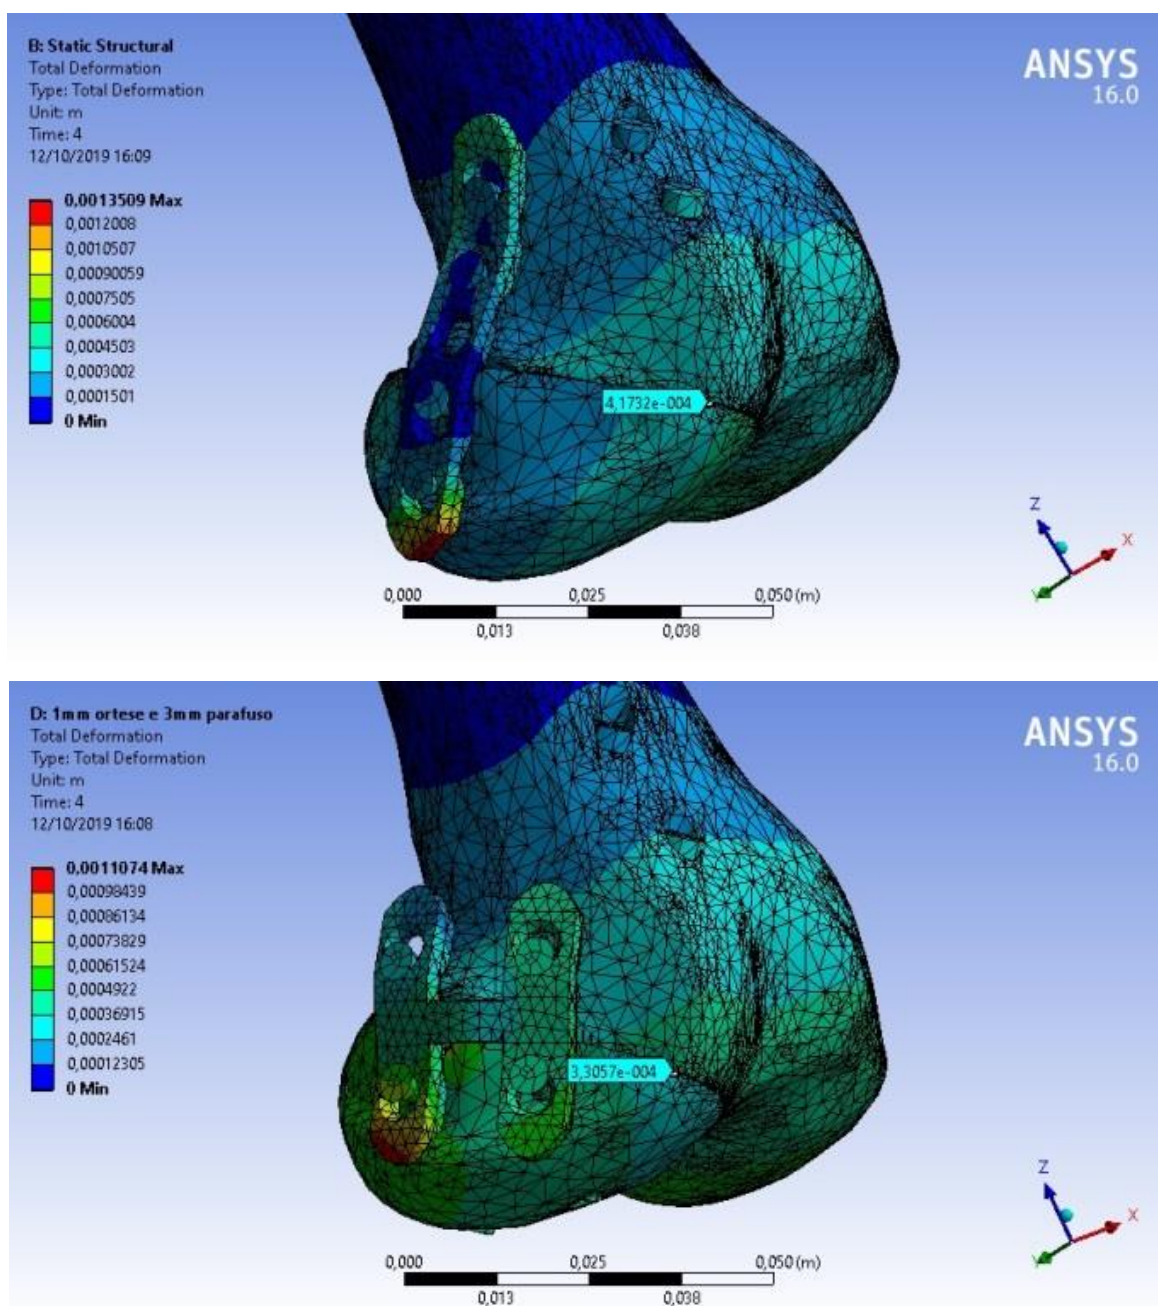 B: Static Structural
Total Deformation
Type: Total Deformation
Unit: m
Time: 4
12/10/2019 16:09
ANSYS
16.0
0,0013509 Max
0,0012008
0,0010507
0,00090059
0,0007505
0,0006004
0,0004503
0,0003002
0,0001501
0 Min
4,1732e-004
Z
X
Y
0,000 0,025 0,050 (m)
0,013 0,038
D: 1mm ortese e 3mm parafuso
Total Deformation
Type: Total Deformation
Unit: m
Time: 4
12/10/2019 16:08
ANSYS
16.0
0,0011074 Max
0,00098439
0,00086134
0,00073829
0,00061524
0,0004922
0,00036915
0,0002461
0,00012305
0 Min
3,3057e-004
Z
X
Y
0,000 0,025 0,050 (m)
0,013 0,038